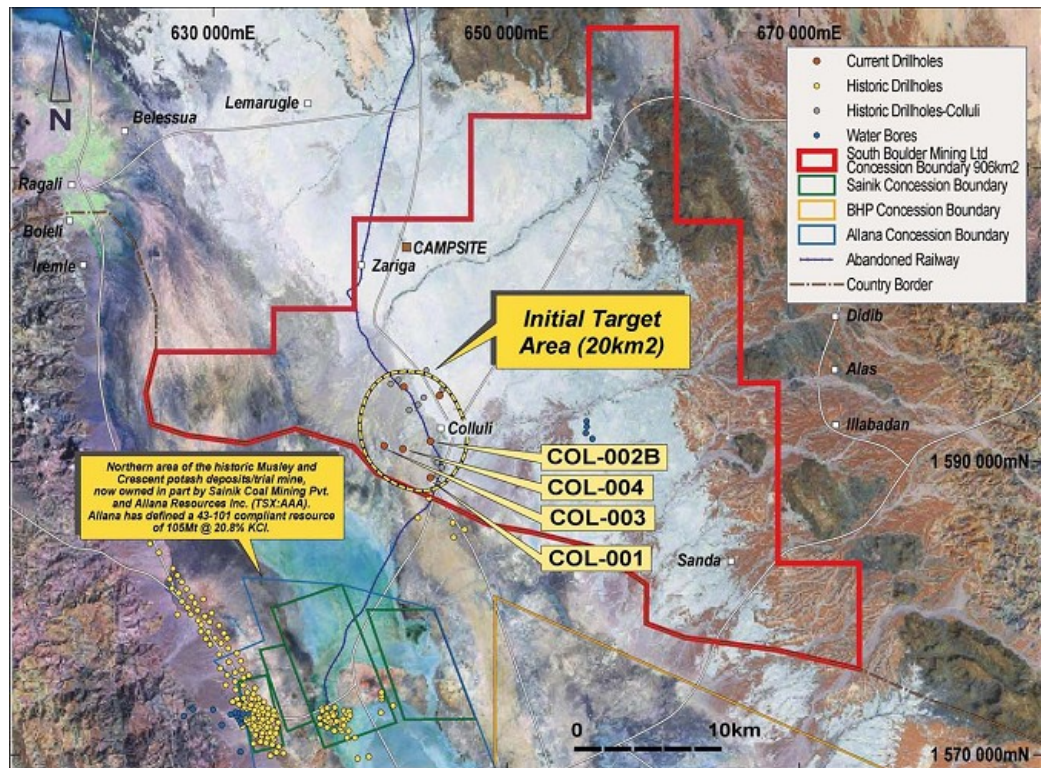 630 000mE
650 000mE
670 000mE
N
Lemarugle
Belessua
Ragali
Boleli
Iremle
CAMPSITE
Zariga
Current Drillholes
Historic Drillholes
Historic Drillholes-Colluli
Water Bores
South Boulder Mining Ltd
Concession Boundary 906km2
Sainik Concession Boundary
BHP Concession Boundary
Allana Concession Boundary
Abandoned Railway
Country Border
Initial Target
Area (20km2)
Didib
Alas
Illabadan
Colluli
COL-002B
COL-004
COL-003
COL-001
1 590 000mN
Northern area of the historic Musley and
Crescent potash deposits/trial mine,
now owned in part by Sainik Coal Mining Pvt.
and Allana Resources Inc. (TSX:AAA).
Allana has defined a 43-101 compliant resource
of 105Mt @ 20.8% KCl.
Sanda
0
10km
1 570 000mN